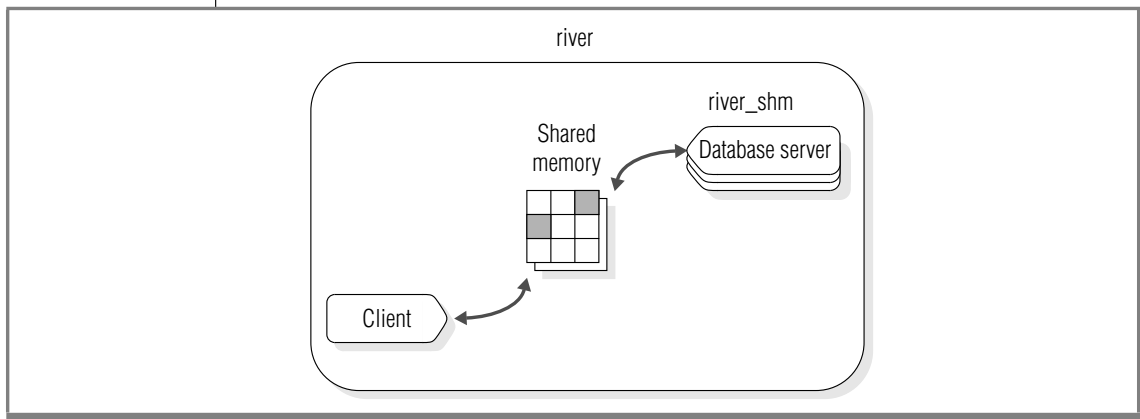 river
river_shm
Shared
memory
Database server
Client